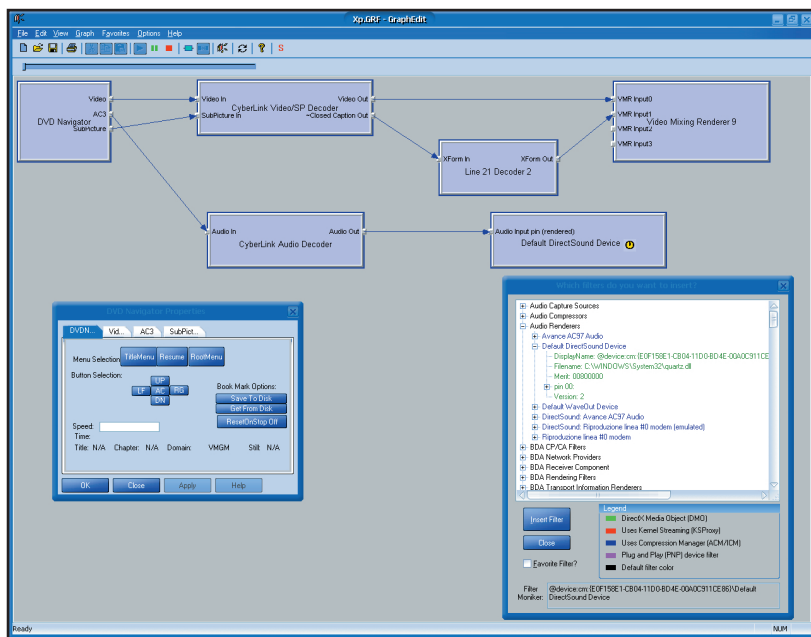 Xp.GRF - GraphEdit
File Edit View Graph Favorites Options Help
S
Video
AC3
DVD Navigator
SubPicture
Video In
Video Out
CyberLink Video/SP Decoder
SubPicture In
~Closed Caption Out
XForm In
XForm Out
Line 21 Decoder 2
VMR Input0
VMR Input1
Video Mixing Renderer 9
VMR Input2
VMR Input3
Audio In
Audio Out
CyberLink Audio Decoder
Audio Input pin (rendered)
Default DirectSound Device
DVD Navigator Properties
DVDN... Vid... AC3 SubPict...
Menu Selection: TitleMenu Resume RootMenu
Button Selection:
UP
LF AC RG
DN
Book Mark Options:
Save To Disk
Get From Disk
ResetOnStop Off
Speed:
Time:
Title: N/A Chapter: N/A Domain: VMGM Still: N/A
OK Close Apply Help
Which filters do you want to insert?
Audio Capture Sources
Audio Compressors
Audio Renderers
Avance AC97 Audio
Default DirectSound Device
DisplayName: @device:cm:{E0F158E1-CB04-11D0-BD4E-00A0C911CE
Filename: C:\WINDOWS\System32\quartz.dll
Merit: 00800000
pin 00:
Version: 2
Default WaveOut Device
DirectSound: Avance AC97 Audio
DirectSound: Riproduzione linea #0 modem (emulated)
Riproduzione linea #0 modem
BDA CP/CA Filters
BDA Network Providers
BDA Receiver Component
BDA Rendering Filters
BDA Transport Information Renderers
Insert Filter
Close
Favorite Filter?
Legend
DirectX Media Object (DMO)
Uses Kernel Streaming (KSProxy)
Uses Compression Manager (ACM/ICM)
Plug and Play (PNP) device filter
Default filter color
Filter Moniker:
@device:cm:{E0F158E1-CB04-11D0-BD4E-00A0C911CE86}\Default
DirectSound Device
Ready
NUM